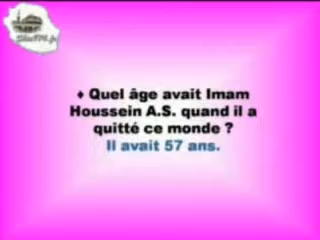 ♦ Quel âge avait Imam
Houssein A.S. quand il a
quitté ce monde ?
Il avait 57 ans.